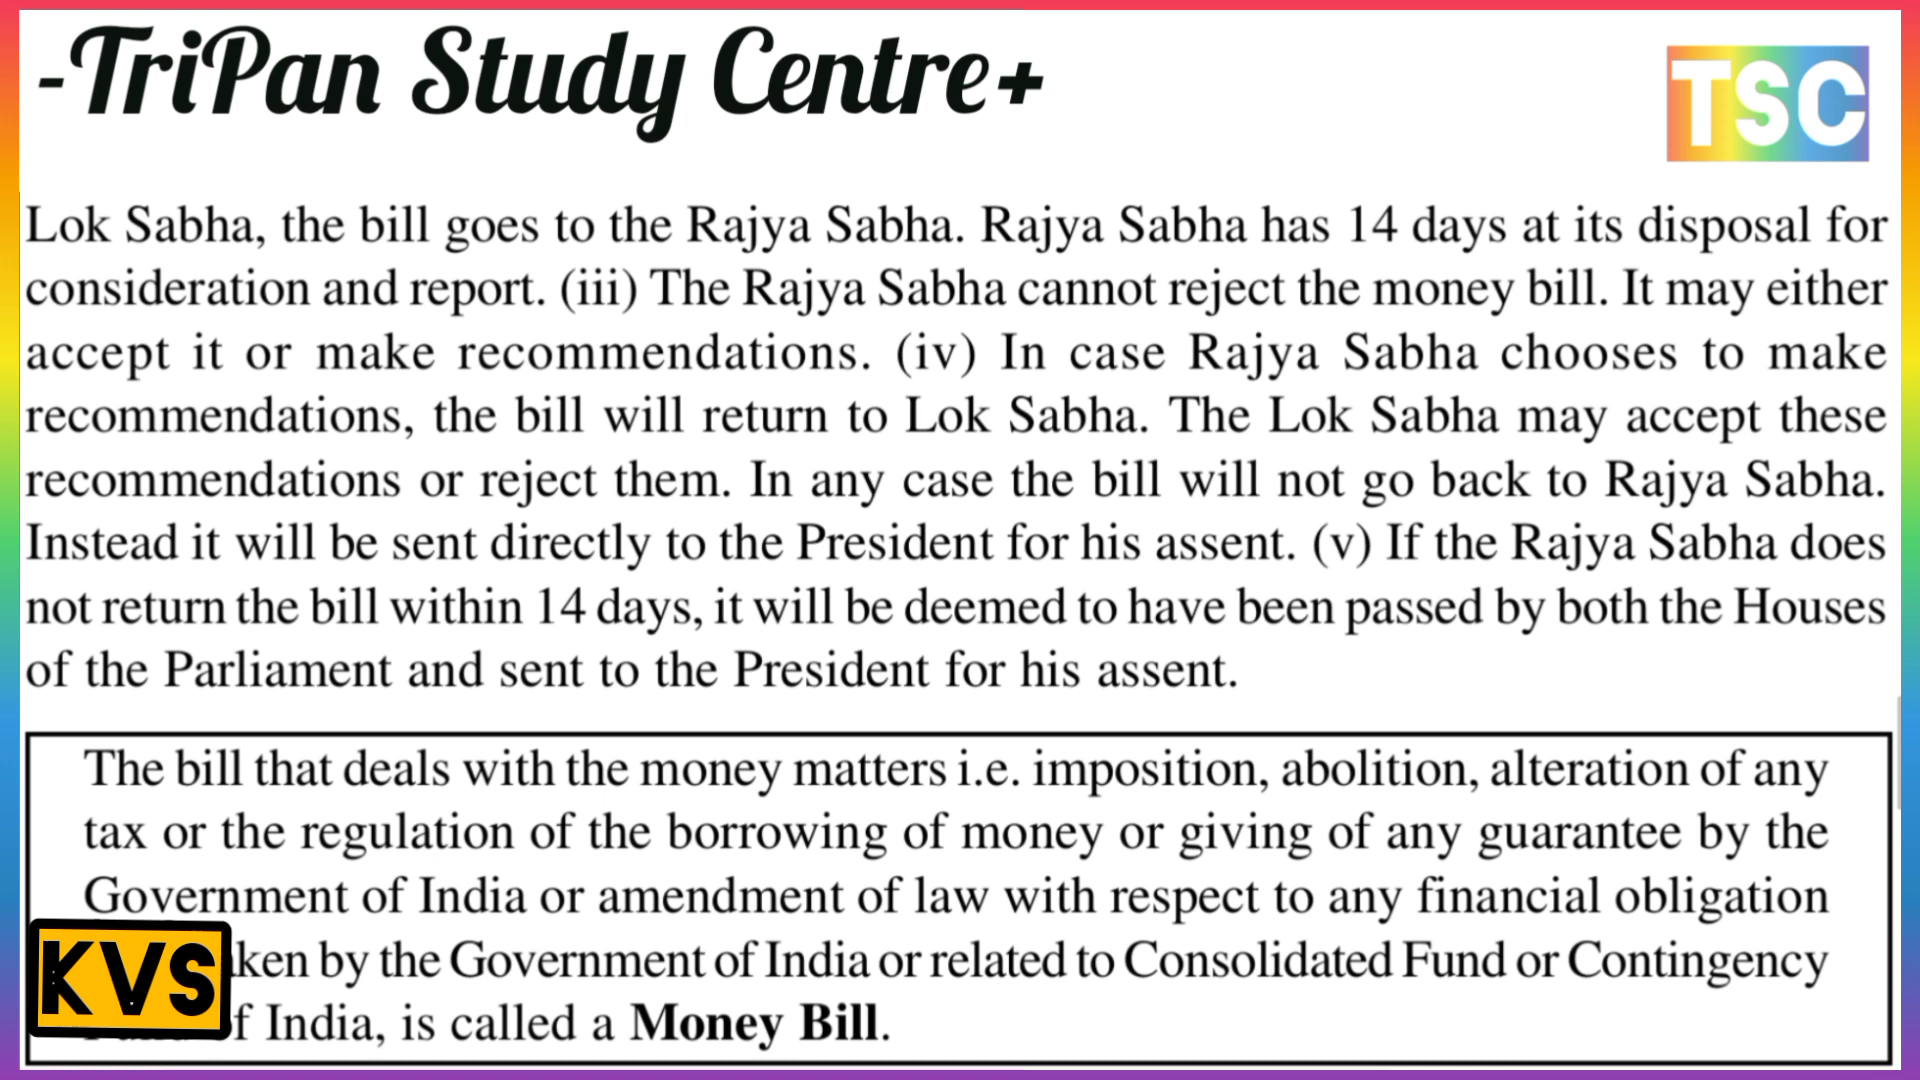 -TriPan Study Centre+
TSC
Lok Sabha, the bill goes to the Rajya Sabha. Rajya Sabha has 14 days at its disposal for
consideration and report. (iii) The Rajya Sabha cannot reject the money bill. It may either
accept it or make recommendations. (iv) In case Rajya Sabha chooses to make
recommendations, the bill will return to Lok Sabha. The Lok Sabha may accept these
recommendations or reject them. In any case the bill will not go back to Rajya Sabha.
Instead it will be sent directly to the President for his assent. (v) If the Rajya Sabha does
not return the bill within 14 days, it will be deemed to have been passed by both the Houses
of the Parliament and sent to the President for his assent.
The bill that deals with the money matters i.e. imposition, abolition, alteration of any
tax or the regulation of the borrowing of money or giving of any guarantee by the
Government of India or amendment of law with respect to any financial obligation
by the Government of India or related to Consolidated Fund or Contingency
India, is called a Money Bill.
KVS